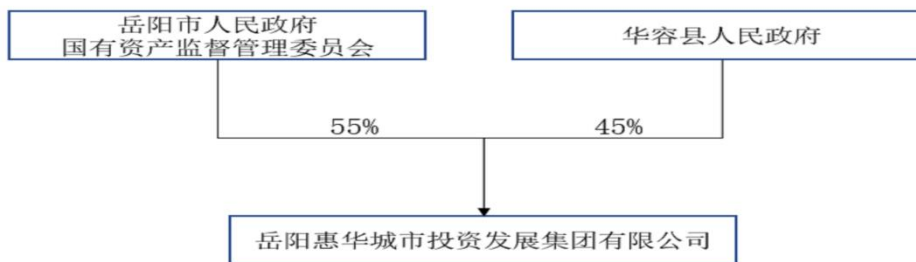 岳阳市人民政府
国有资产监督管理委员会
华容县人民政府
55%
45%
岳阳惠华城市投资发展集团有限公司